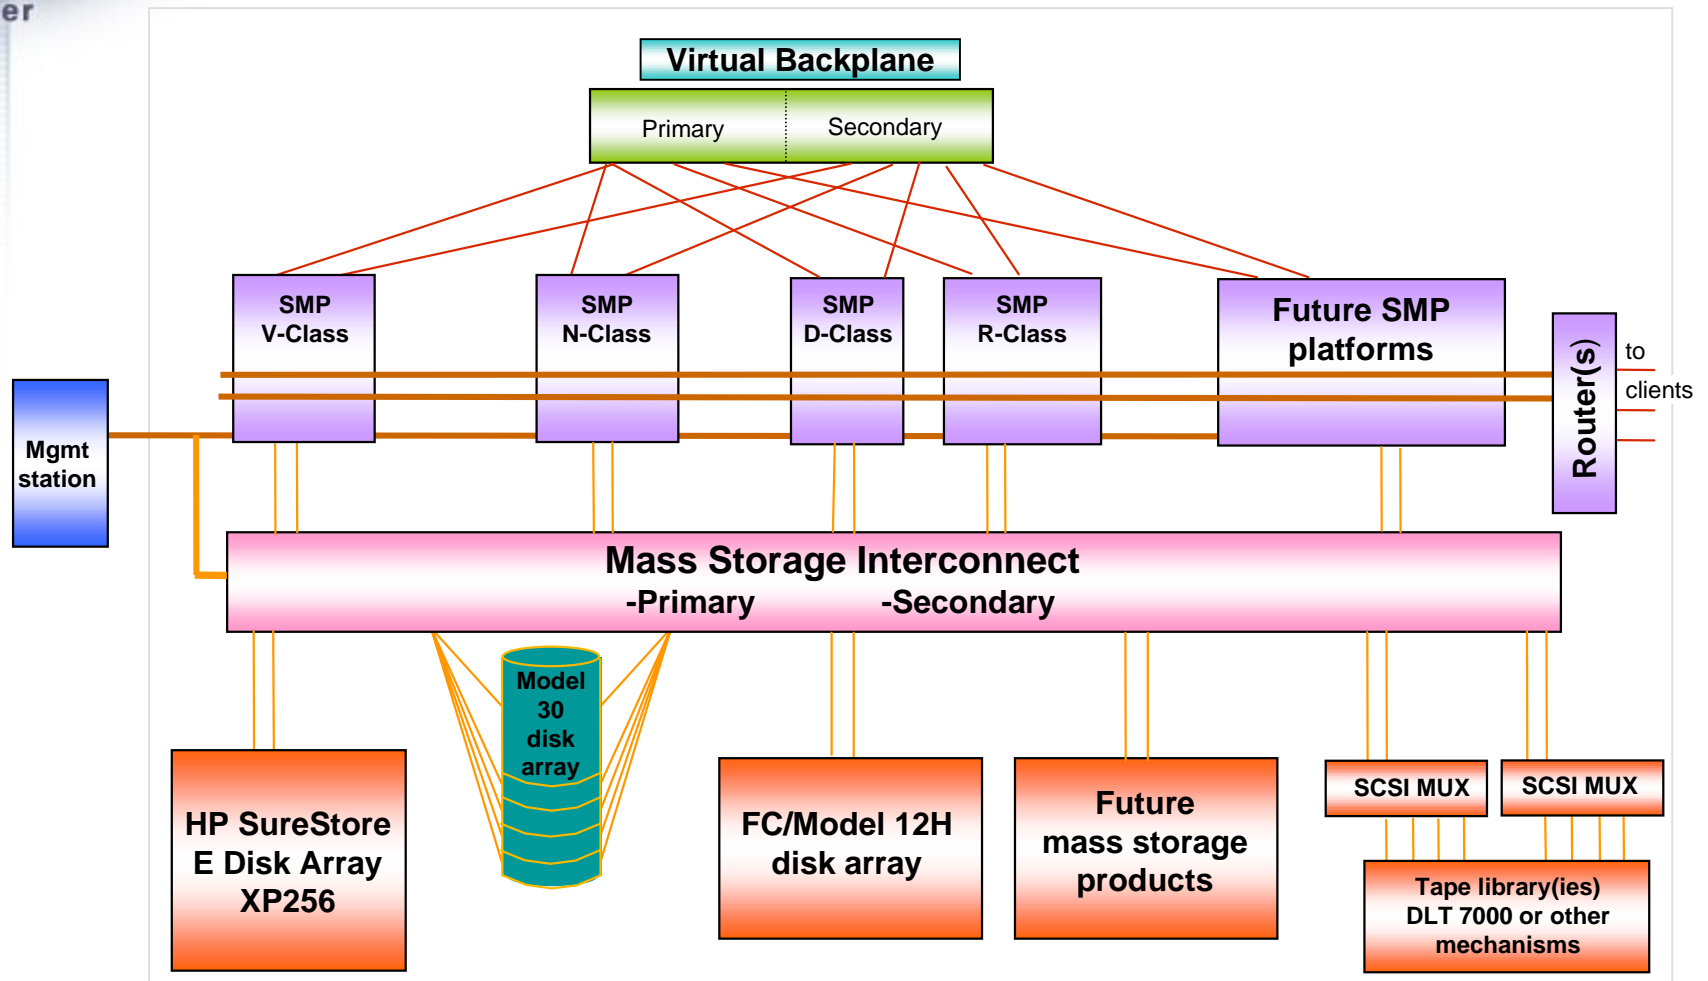 er
Virtual Backplane
Primary
Secondary
SMP
V-Class
SMP
N-Class
SMP
D-Class
SMP
R-Class
Future SMP
platforms
Router(s)
to
clients
Mgmt
station
Mass Storage Interconnect
-Primary -Secondary
Model
30
disk
array
HP SureStore
E Disk Array
XP256
FC/Model 12H
disk array
Future
mass storage
products
SCSI MUX
SCSI MUX
Tape library(ies)
DLT 7000 or other
mechanisms